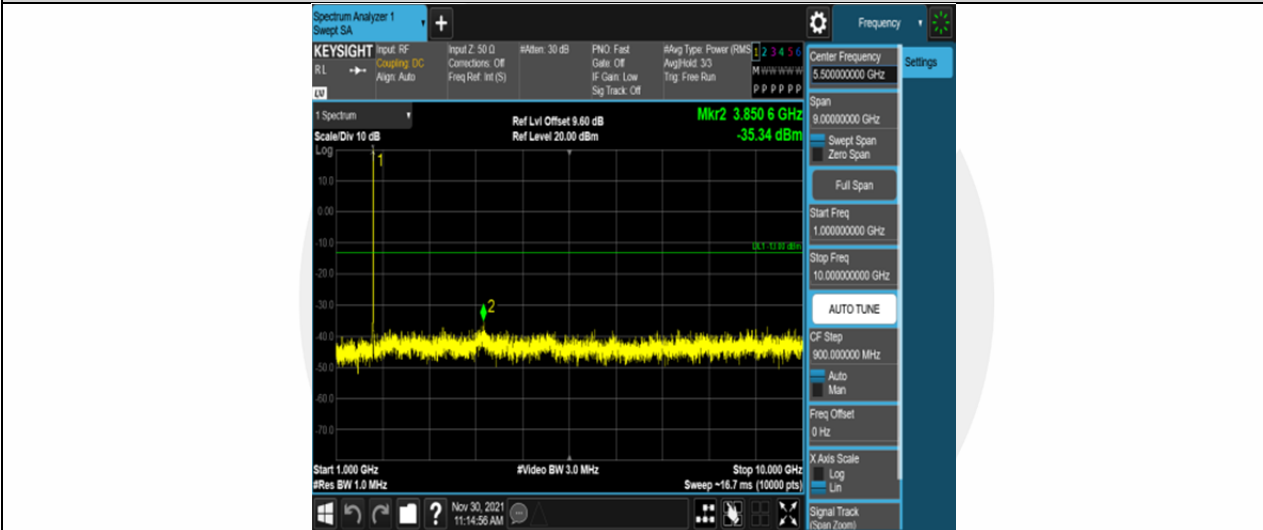 Spectrum Analyzer 1
Swept SA
+
Frequency
KEYSIGHT
RL
LV
Input: RF
Coupling: DC
Align: Auto
Input Z: 50 Ω
Corrections: Off
Freq Ref: Int (S)
#Atten: 30 dB
PNO: Fast
Gate: Off
IF Gain: Low
Sig Track: Off
#Avg Type: Power (RMS
Avg|Hold: 3/3
Trig: Free Run
1 2 3 4 5 6
M W W W W W
P P P P P P
1 Spectrum
Scale/Div 10 dB
Log
Ref Lvl Offset 9.60 dB
Ref Level 20.00 dBm
Mkr2 3.850 6 GHz
-35.34 dBm
1
10.0
0.00
-10.0
DL1 -13.00 dBm
-20.0
-30.0
2
-40.0
-50.0
-60.0
-70.0
Start 1.000 GHz
#Res BW 1.0 MHz
#Video BW 3.0 MHz
Stop 10.000 GHz
Sweep ~16.7 ms (10000 pts)
Nov 30, 2021
11:14:56 AM
Center Frequency
5.500000000 GHz
Settings
Span
9.00000000 GHz
Swept Span
Zero Span
Full Span
Start Freq
1.000000000 GHz
Stop Freq
10.000000000 GHz
AUTO TUNE
CF Step
900.000000 MHz
Auto
Man
Freq Offset
0 Hz
X Axis Scale
Log
Lin
Signal Track
(Span Zoom)